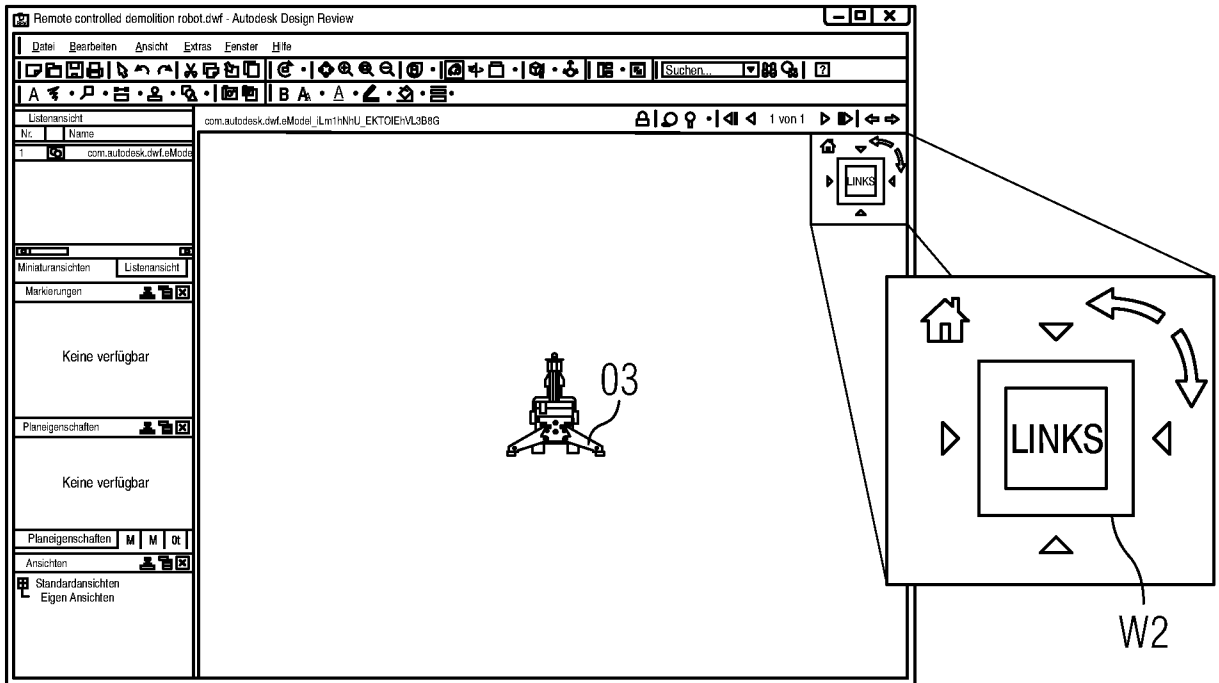 Remote controlled demolition robot.dwf - Autodesk Design Review
Datei Bearbeiten Ansicht Extras Fenster Hilfe
Suchen...
A B A A
Listenansicht
Nr. Name
1 com.autodesk.dwf.eMode
com.autodesk.dwf.eModel_iLm1hNhU_EKTOIEhVL3B8G
1 von 1
LINKS
Miniaturansichten Listenansicht
Markierungen
Keine verfügbar
Planeigenschaften
Keine verfügbar
Planeigenschaften M M 0t
Ansichten
Standardansichten
Eigen Ansichten
03
LINKS
W2